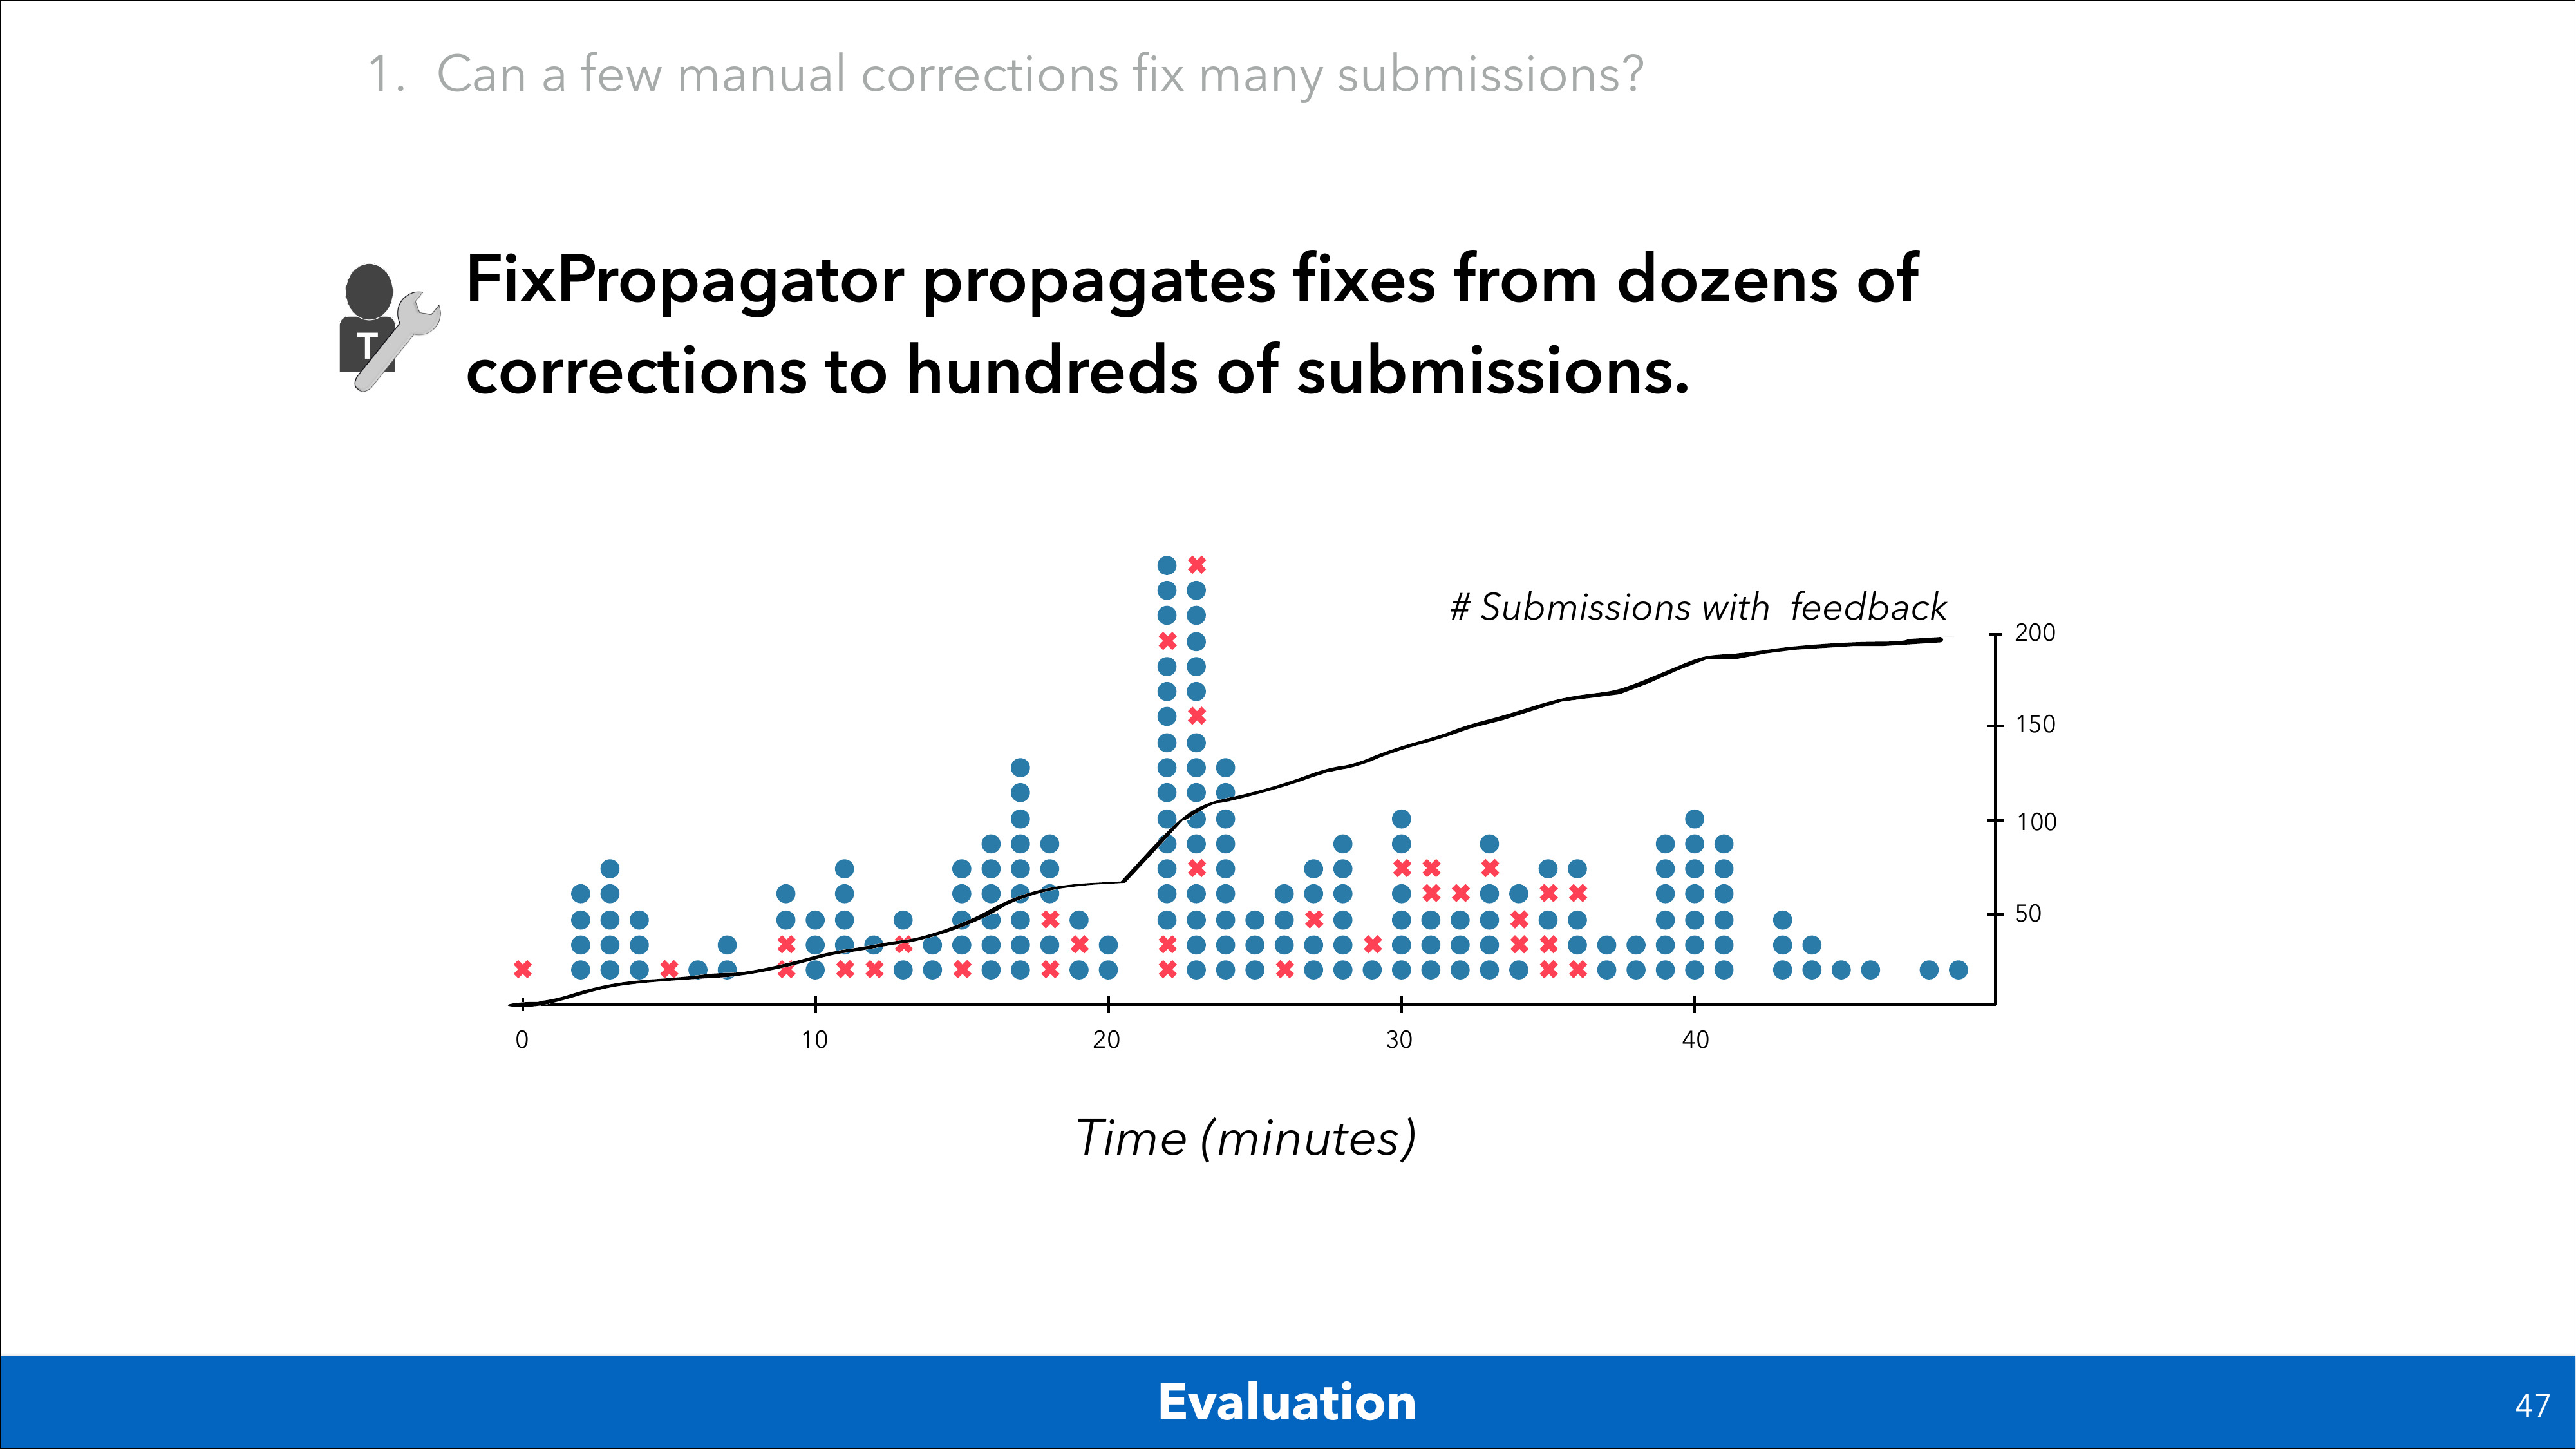 1. Can a few manual corrections fix many submissions?
FixPropagator propagates fixes from dozens of
corrections to hundreds of submissions.
T
# Submissions with feedback
200
150
100
50
0 10 20 30 40
Time (minutes)
Evaluation
47